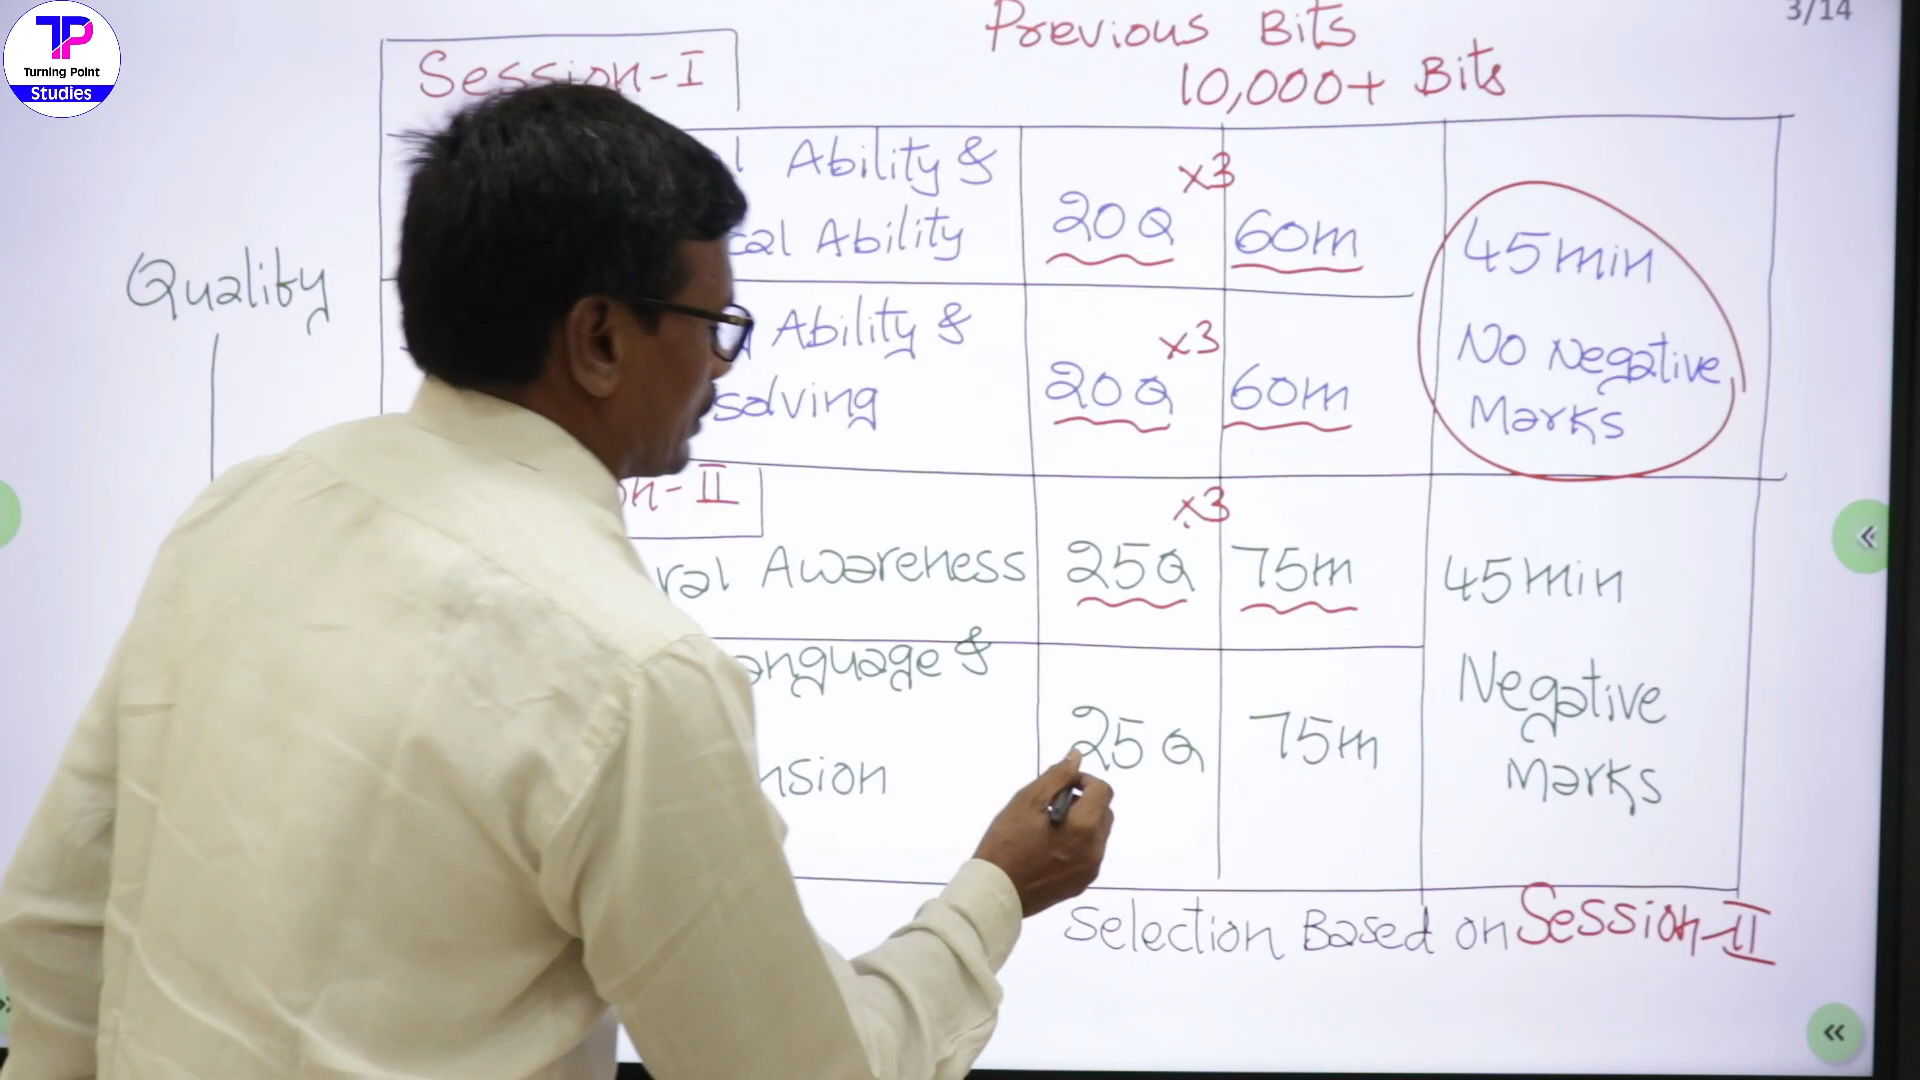 TP
Turning Point
Studies
3/14
Previous Bits
10,000+ Bits
Session-I
Ability &
Ability
20Q
x3
60m
45min
No Negative
Marks
Quality
Ability &
solving
20Q
x3
60m
II
Awareness
25Q
x3
75m
45min
Negative
Marks
&
25Q
75m
Selection Based on Session-II